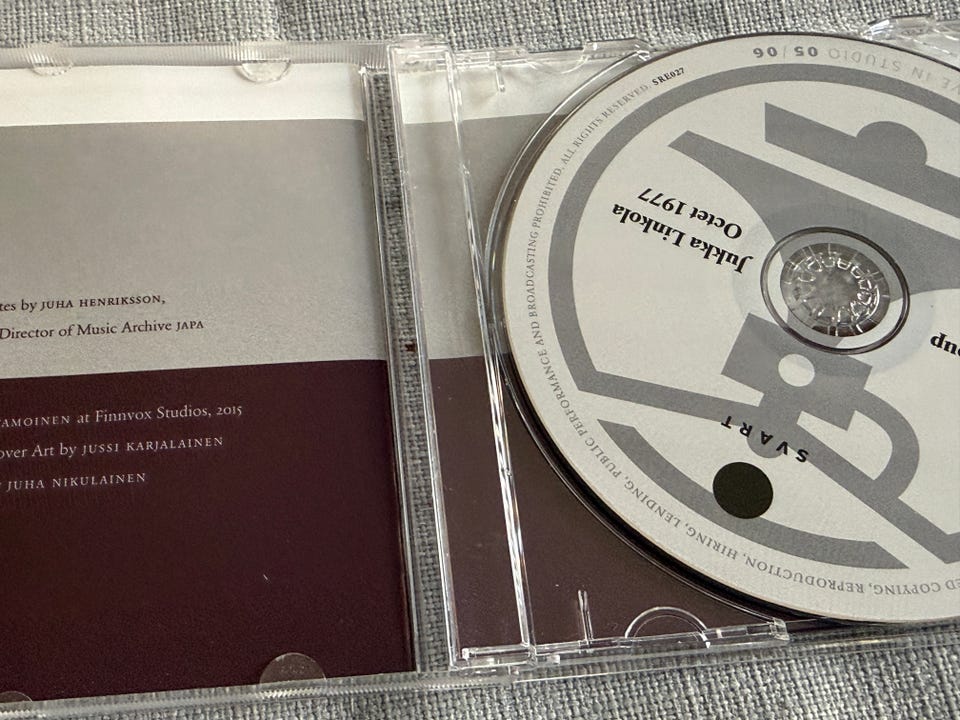 tes by JUHA HENRIKSSON,
Director of Music Archive JAPA
AMOINEN at Finnvox Studios, 2015
over Art by JUSSI KARJALAINEN
JUHA NIKULAINEN
VE IN STUDIO 05 | 06
Jukka Linkola
Octet 1977
oup
SVART
ED COPYING, REPRODUCTION, HIRING, LENDING, PUBLIC PERFORMANCE AND BROADCASTING PROHIBITED. ALL RIGHTS RESERVED. SRE027